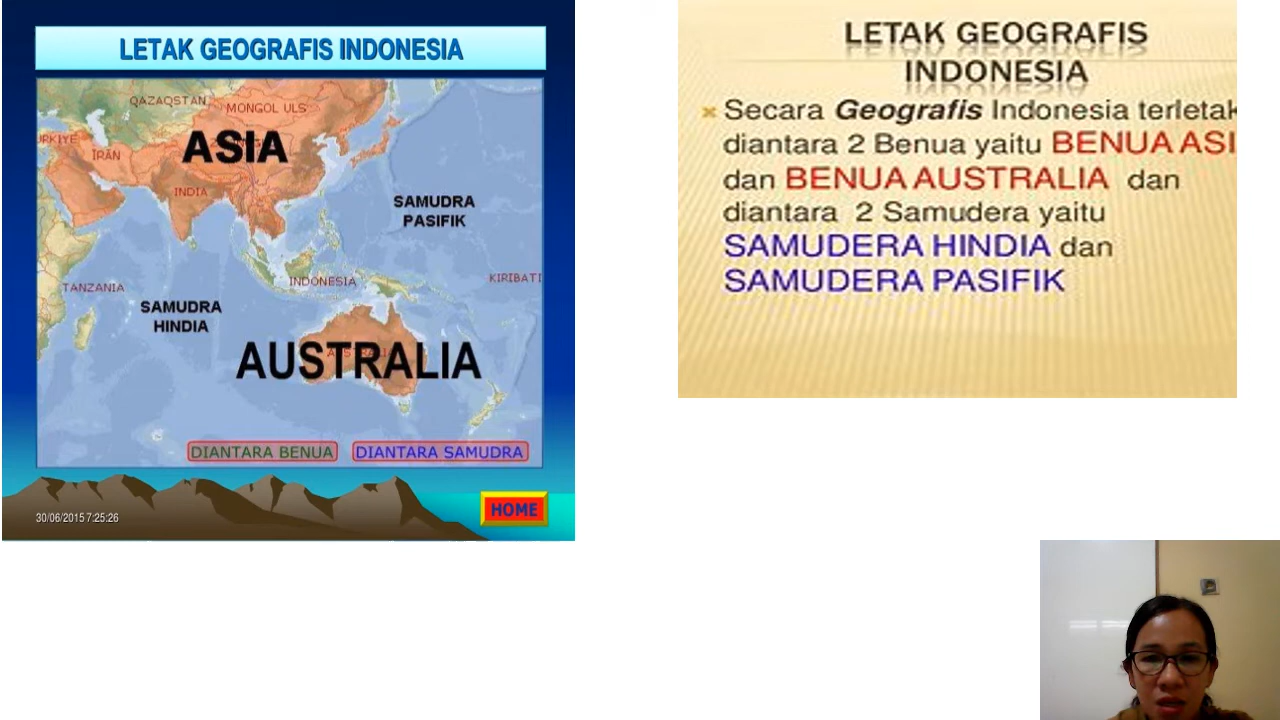 LETAK GEOGRAFIS INDONESIA
QAZAQSTAN
MONGOL ULS
ASIA
IRAN
INDIA
SAMUDRA
PASIFIK
INDONESIA
KIRIBATI
TANZANIA
SAMUDRA
HINDIA
AUSTRALIA
DIANTARA BENUA
DIANTARA SAMUDRA
30/06/2015 7:25:26
HOME
LETAK GEOGRAFIS
INDONESIA
Secara Geografis Indonesia terletak
diantara 2 Benua yaitu BENUA ASI
dan BENUA AUSTRALIA dan
diantara 2 Samudera yaitu
SAMUDERA HINDIA dan
SAMUDERA PASIFIK